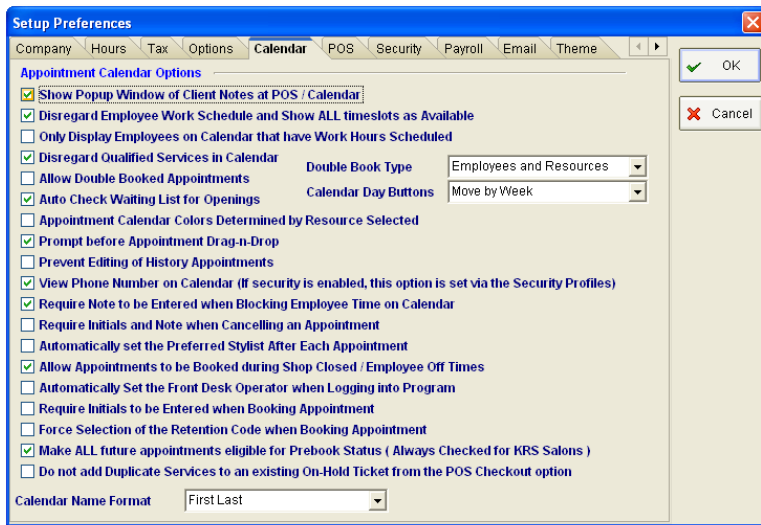 Setup Preferences
Company Hours Tax Options Calendar POS Security Payroll Email Theme
OK
Cancel
Appointment Calendar Options
Show Popup Window of Client Notes at POS / Calendar
Disregard Employee Work Schedule and Show ALL timeslots as Available
Only Display Employees on Calendar that have Work Hours Scheduled
Disregard Qualified Services in Calendar
Double Book Type Employees and Resources
Allow Double Booked Appointments
Calendar Day Buttons Move by Week
Auto Check Waiting List for Openings
Appointment Calendar Colors Determined by Resource Selected
Prompt before Appointment Drag-n-Drop
Prevent Editing of History Appointments
View Phone Number on Calendar (If security is enabled, this option is set via the Security Profiles)
Require Note to be Entered when Blocking Employee Time on Calendar
Require Initials and Note when Cancelling an Appointment
Automatically set the Preferred Stylist After Each Appointment
Allow Appointments to be Booked during Shop Closed / Employee Off Times
Automatically Set the Front Desk Operator when Logging into Program
Require Initials to be Entered when Booking Appointment
Force Selection of the Retention Code when Booking Appointment
Make ALL future appointments eligible for Prebook Status ( Always Checked for KRS Salons )
Do not add Duplicate Services to an existing On-Hold Ticket from the POS Checkout option
Calendar Name Format First Last